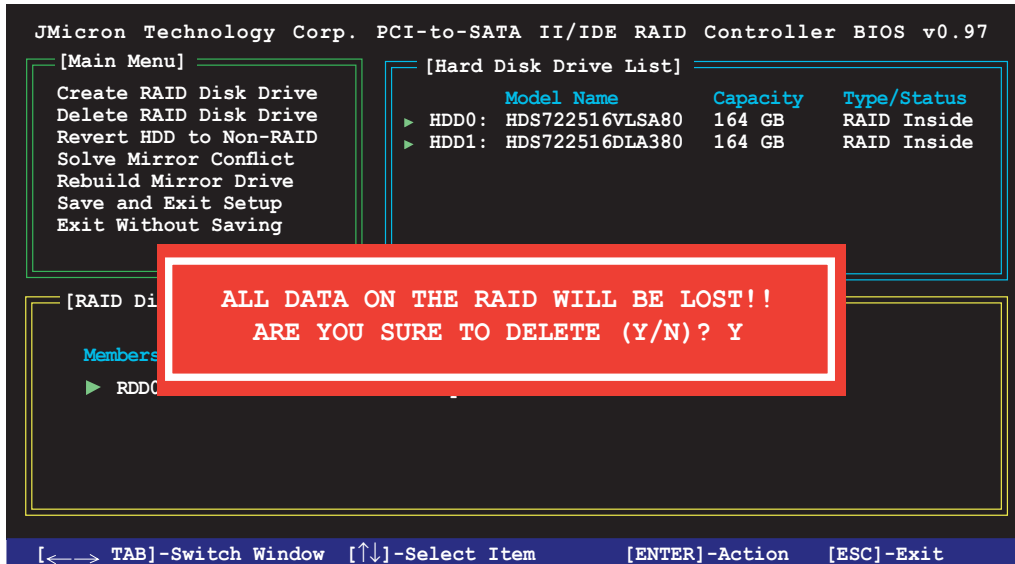 JMicron Technology Corp. PCI-to-SATA II/IDE RAID Controller BIOS v0.97
[Main Menu]
Create RAID Disk Drive
Delete RAID Disk Drive
Revert HDD to Non-RAID
Solve Mirror Conflict
Rebuild Mirror Drive
Save and Exit Setup
Exit Without Saving
[Hard Disk Drive List]
Model Name Capacity Type/Status
▶ HDD0: HDS722516VLSA80 164 GB RAID Inside
▶ HDD1: HDS722516DLA380 164 GB RAID Inside
[RAID Di
ALL DATA ON THE RAID WILL BE LOST!!
ARE YOU SURE TO DELETE (Y/N)? Y
Members
▶ RDD0
[←→ TAB]-Switch Window [↑↓]-Select Item [ENTER]-Action [ESC]-Exit